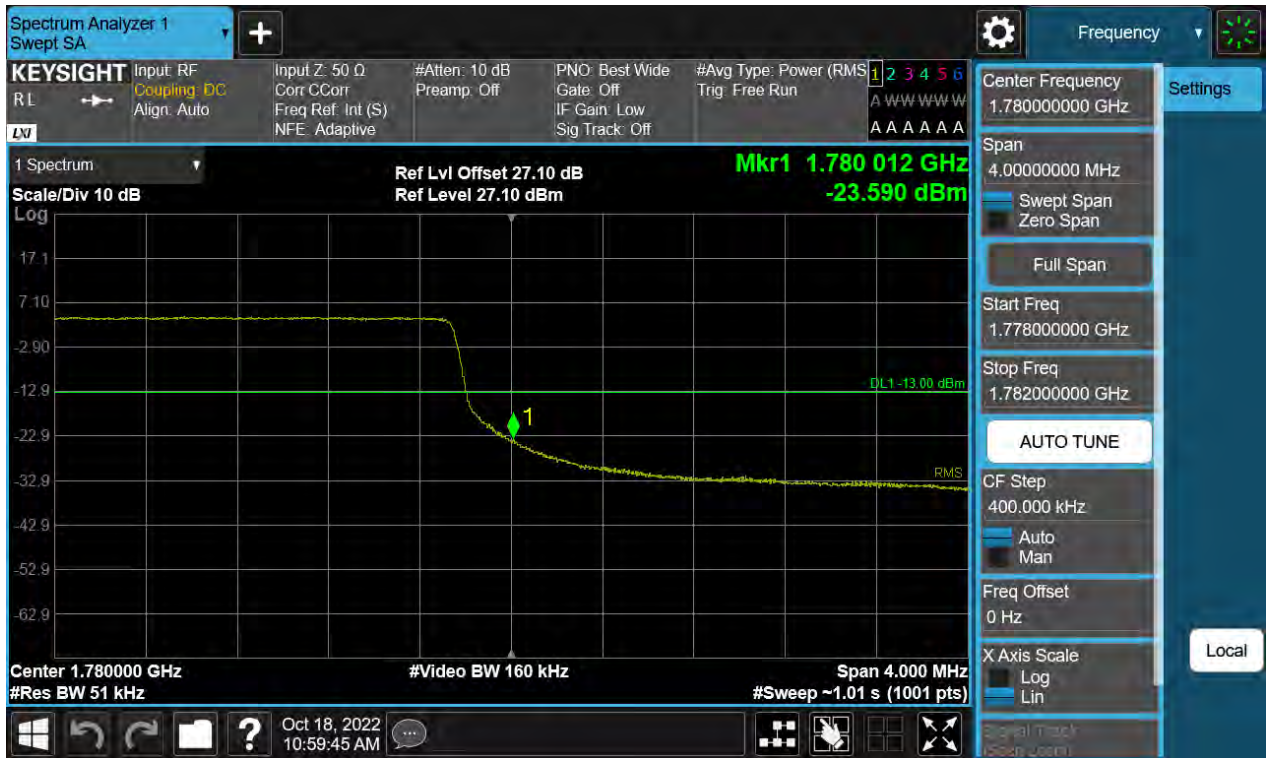 Spectrum Analyzer 1
Swept SA
Frequency
KEYSIGHT
RL
LXI
Input: RF
Coupling: DC
Align: Auto
Input Z: 50 Ω
Corr CCorr
Freq Ref: Int (S)
NFE: Adaptive
#Atten: 10 dB
Preamp: Off
PNO: Best Wide
Gate: Off
IF Gain: Low
Sig Track: Off
#Avg Type: Power (RMS
Trig: Free Run
1 2 3 4 5 6
A W W W W W
A A A A A A
1 Spectrum
Scale/Div 10 dB
Log
Ref Lvl Offset 27.10 dB
Ref Level 27.10 dBm
Mkr1 1.780 012 GHz
-23.590 dBm
17.1
7.10
-2.90
-12.9
-22.9
-32.9
-42.9
-52.9
-62.9
DL1 -13.00 dBm
1
RMS
Center 1.780000 GHz
#Res BW 51 kHz
#Video BW 160 kHz
Span 4.000 MHz
#Sweep ~1.01 s (1001 pts)
Center Frequency
1.780000000 GHz
Settings
Span
4.00000000 MHz
Swept Span
Zero Span
Full Span
Start Freq
1.778000000 GHz
Stop Freq
1.782000000 GHz
AUTO TUNE
CF Step
400.000 kHz
Auto
Man
Freq Offset
0 Hz
X Axis Scale
Log
Lin
Local
Signal Track
(Span Zoom)
?
Oct 18, 2022
10:59:45 AM